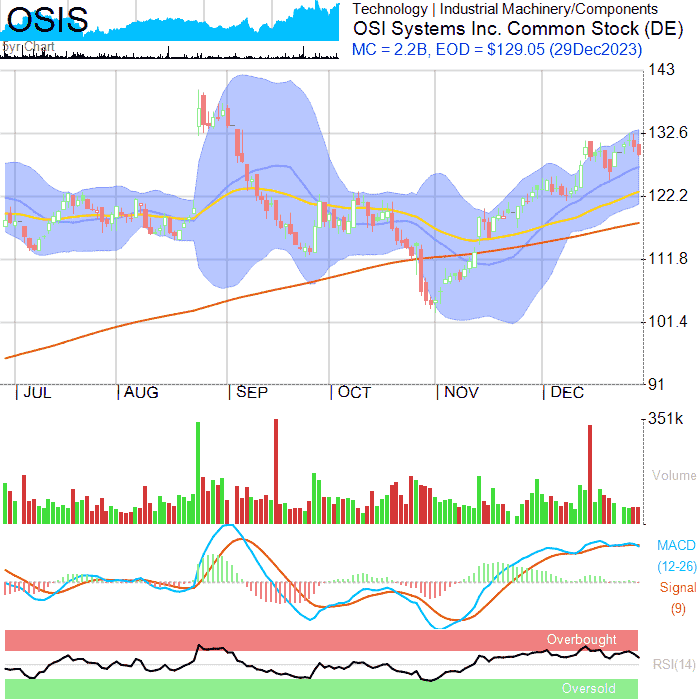 OSIS
5yr Chart
Technology | Industrial Machinery/Components
OSI Systems Inc. Common Stock (DE)
MC = 2.2B, EOD = $129.05 (29Dec2023)
143
132.6
122.2
111.8
101.4
91
| JUL | AUG | SEP | OCT | NOV | DEC
351k
Volume
MACD
(12-26)
Signal
(9)
Overbought
RSI(14)
Oversold